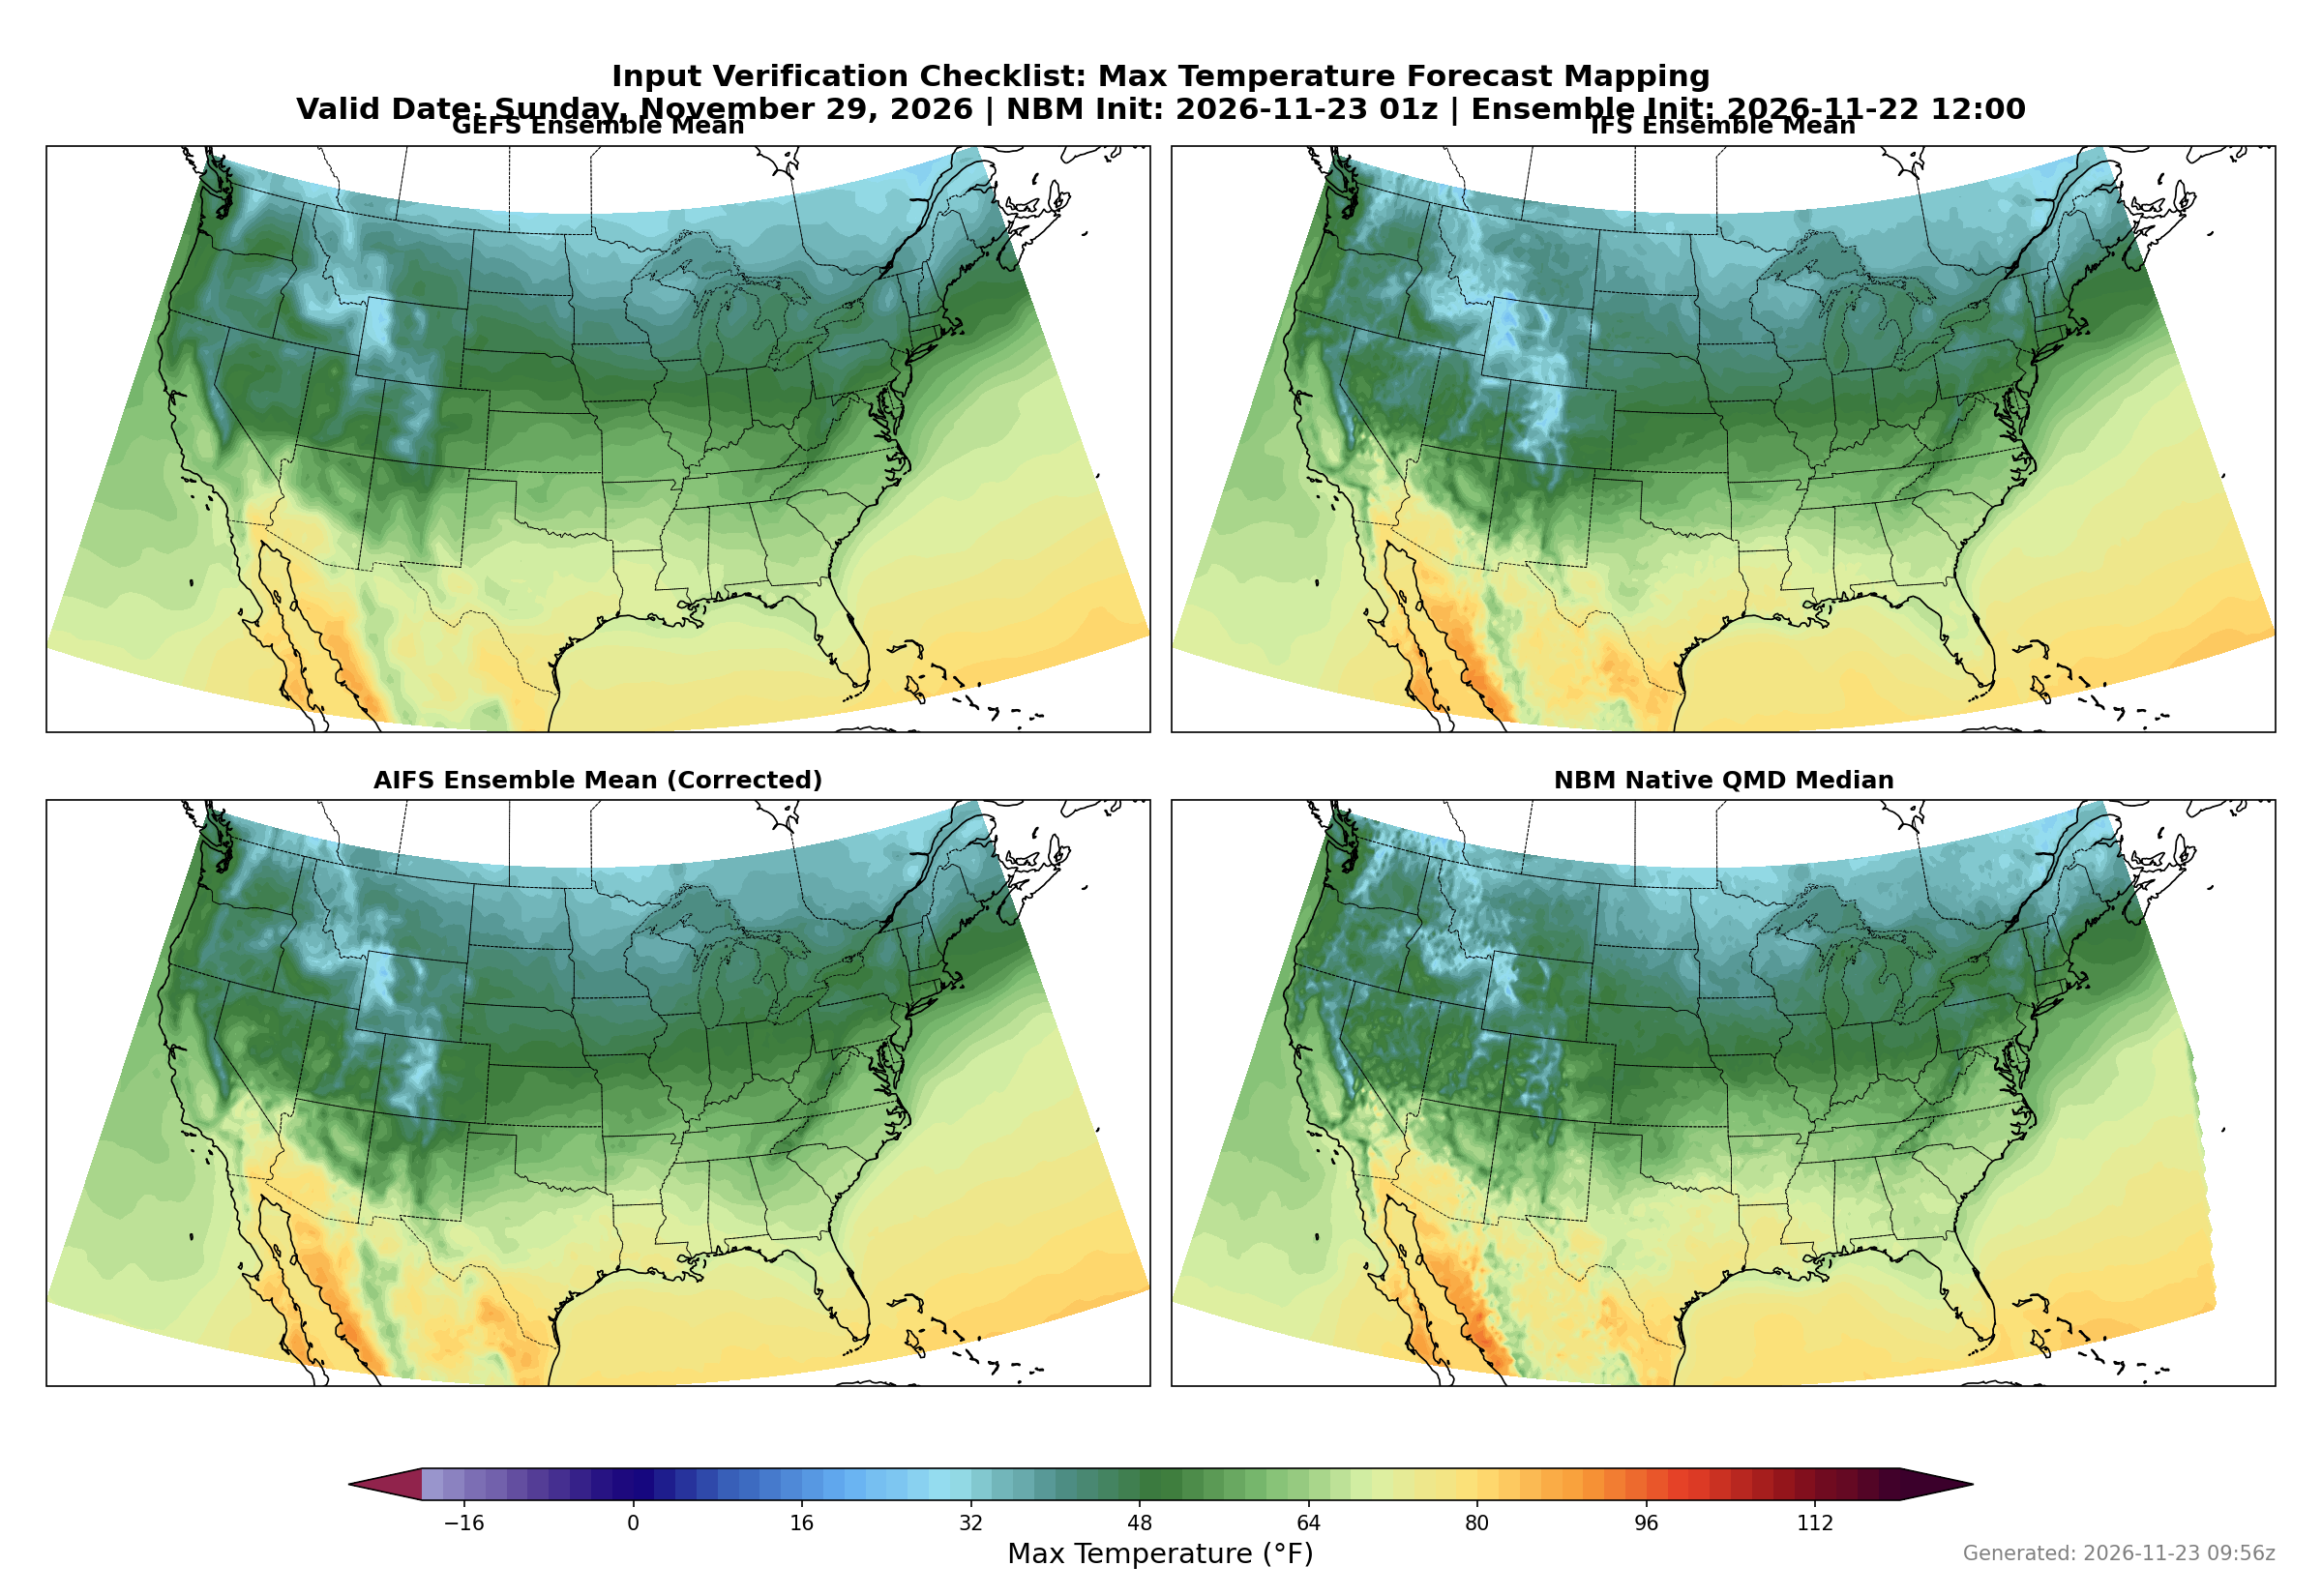 Input Verification Checklist: Max Temperature Forecast Mapping
Valid Date: Sunday, November 29, 2026 | NBM Init: 2026-11-23 01z | Ensemble Init: 2026-11-22 12:00
GEFS Ensemble Mean
IFS Ensemble Mean
AIFS Ensemble Mean (Corrected)
NBM Native QMD Median
−16 0 16 32 48 64 80 96 112
Max Temperature (°F)
Generated: 2026-11-23 09:56z